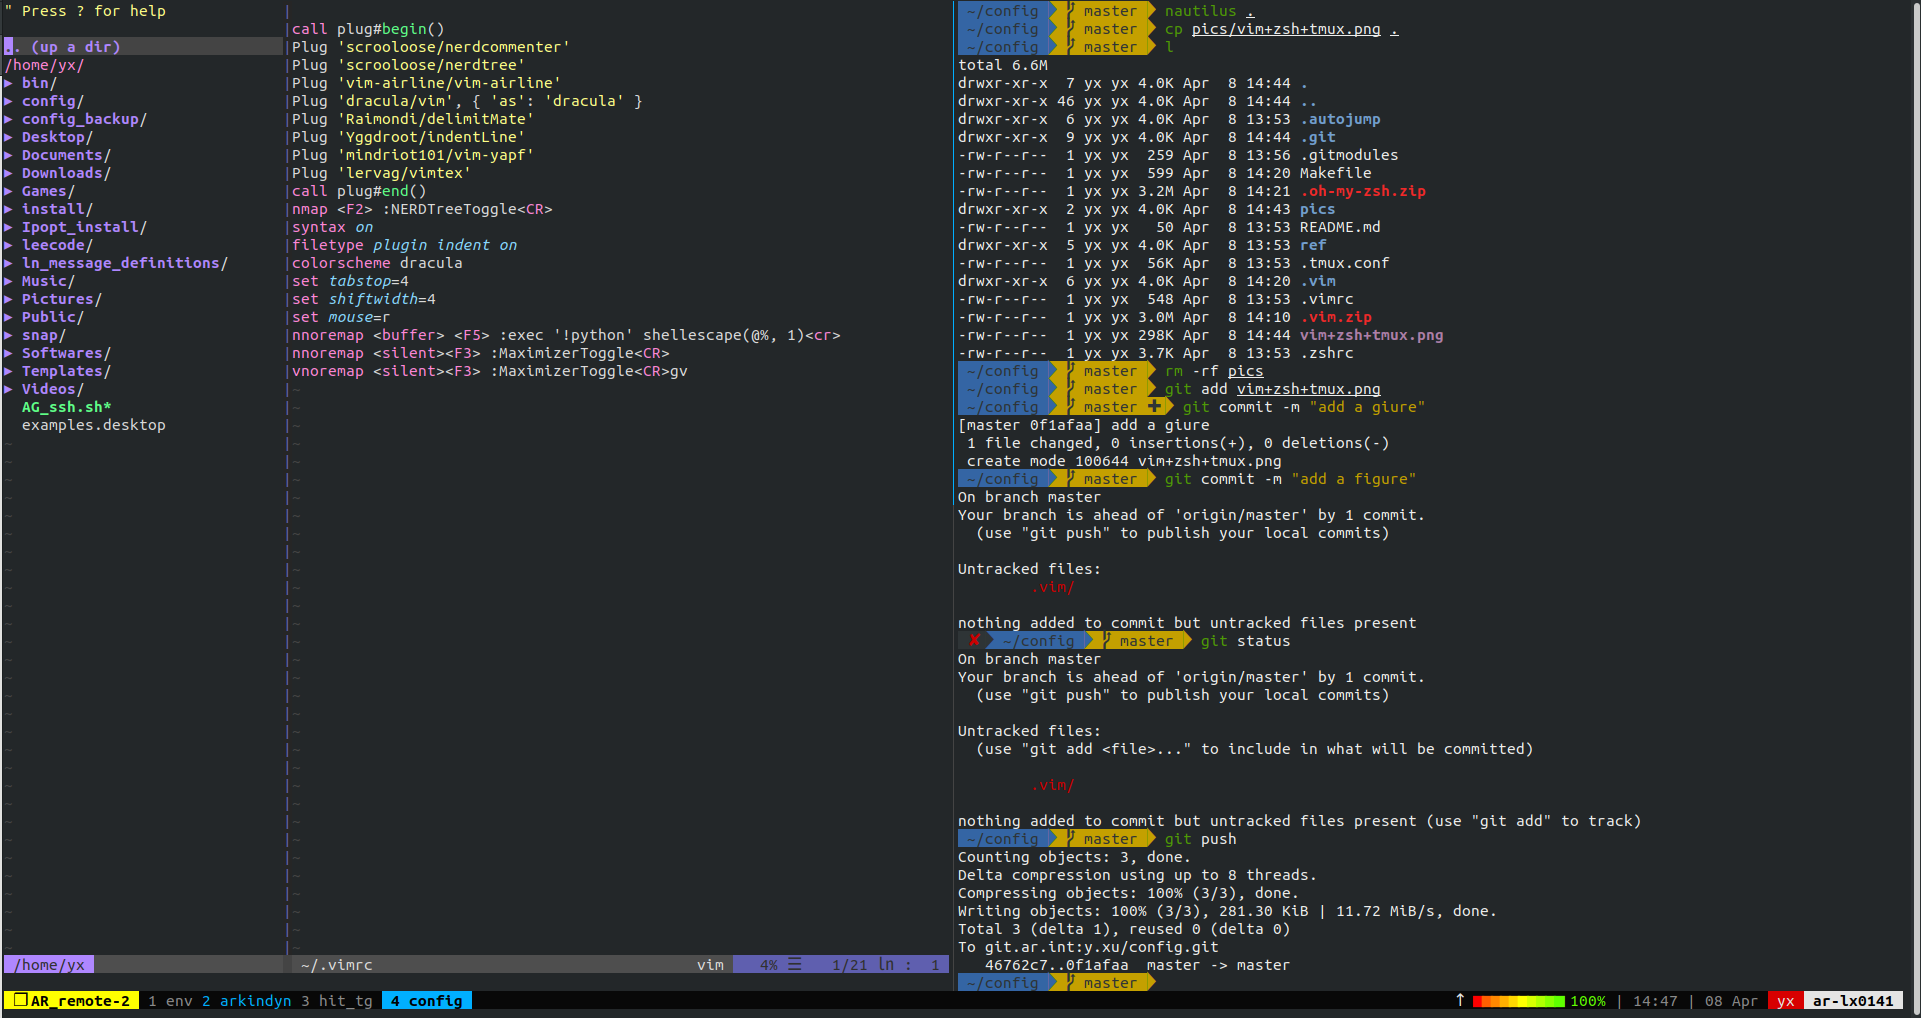 " Press ? for help
.. (up a dir)
/home/yx/
▶ bin/
▶ config/
▶ config_backup/
▶ Desktop/
▶ Documents/
▶ Downloads/
▶ Games/
▶ install/
▶ Ipopt_install/
▶ leecode/
▶ ln_message_definitions/
▶ Music/
▶ Pictures/
▶ Public/
▶ snap/
▶ Softwares/
▶ Templates/
▶ Videos/
AG_ssh.sh*
examples.desktop
/home/yx
call plug#begin()
Plug 'scrooloose/nerdcommenter'
Plug 'scrooloose/nerdtree'
Plug 'vim-airline/vim-airline'
Plug 'dracula/vim', { 'as': 'dracula' }
Plug 'Raimondi/delimitMate'
Plug 'Yggdroot/indentLine'
Plug 'mindriot101/vim-yapf'
Plug 'lervag/vimtex'
call plug#end()
nmap <F2> :NERDTreeToggle<CR>
syntax on
filetype plugin indent on
colorscheme dracula
set tabstop=4
set shiftwidth=4
set mouse=r
nnoremap <buffer> <F5> :exec '!python' shellescape(@%, 1)<cr>
nnoremap <silent><F3> :MaximizerToggle<CR>
vnoremap <silent><F3> :MaximizerToggle<CR>gv
~/.vimrc vim 4% ☰ 1/21 ln : 1
~/config master nautilus .
~/config master cp pics/vim+zsh+tmux.png .
~/config master l
total 6.6M
drwxr-xr-x  7 yx yx 4.0K Apr  8 14:44 .
drwxr-xr-x 46 yx yx 4.0K Apr  8 14:44 ..
drwxr-xr-x  6 yx yx 4.0K Apr  8 13:53 .autojump
drwxr-xr-x  9 yx yx 4.0K Apr  8 14:44 .git
-rw-r--r--  1 yx yx  259 Apr  8 13:56 .gitmodules
-rw-r--r--  1 yx yx  599 Apr  8 14:20 Makefile
-rw-r--r--  1 yx yx 3.2M Apr  8 14:21 .oh-my-zsh.zip
drwxr-xr-x  2 yx yx 4.0K Apr  8 14:43 pics
-rw-r--r--  1 yx yx   50 Apr  8 13:53 README.md
drwxr-xr-x  5 yx yx 4.0K Apr  8 13:53 ref
-rw-r--r--  1 yx yx  56K Apr  8 13:53 .tmux.conf
drwxr-xr-x  6 yx yx 4.0K Apr  8 14:20 .vim
-rw-r--r--  1 yx yx  548 Apr  8 13:53 .vimrc
-rw-r--r--  1 yx yx 3.0M Apr  8 14:10 .vim.zip
-rw-r--r--  1 yx yx 298K Apr  8 14:44 vim+zsh+tmux.png
-rw-r--r--  1 yx yx 3.7K Apr  8 13:53 .zshrc
~/config master rm -rf pics
~/config master git add vim+zsh+tmux.png
~/config master ✚ git commit -m "add a giure"
[master 0f1afaa] add a giure
1 file changed, 0 insertions(+), 0 deletions(-)
create mode 100644 vim+zsh+tmux.png
~/config master git commit -m "add a figure"
On branch master
Your branch is ahead of 'origin/master' by 1 commit.
(use "git push" to publish your local commits)
Untracked files:
.vim/
nothing added to commit but untracked files present
✘ ~/config master git status
On branch master
Your branch is ahead of 'origin/master' by 1 commit.
(use "git push" to publish your local commits)
Untracked files:
(use "git add <file>..." to include in what will be committed)
.vim/
nothing added to commit but untracked files present (use "git add" to track)
~/config master git push
Counting objects: 3, done.
Delta compression using up to 8 threads.
Compressing objects: 100% (3/3), done.
Writing objects: 100% (3/3), 281.30 KiB | 11.72 MiB/s, done.
Total 3 (delta 1), reused 0 (delta 0)
To git.ar.int:y.xu/config.git
46762c7..0f1afaa  master -> master
~/config master
❐ AR_remote-2 1 env 2 arkindyn 3 hit_tg 4 config ↑ 100% | 14:47 | 08 Apr yx ar-lx0141